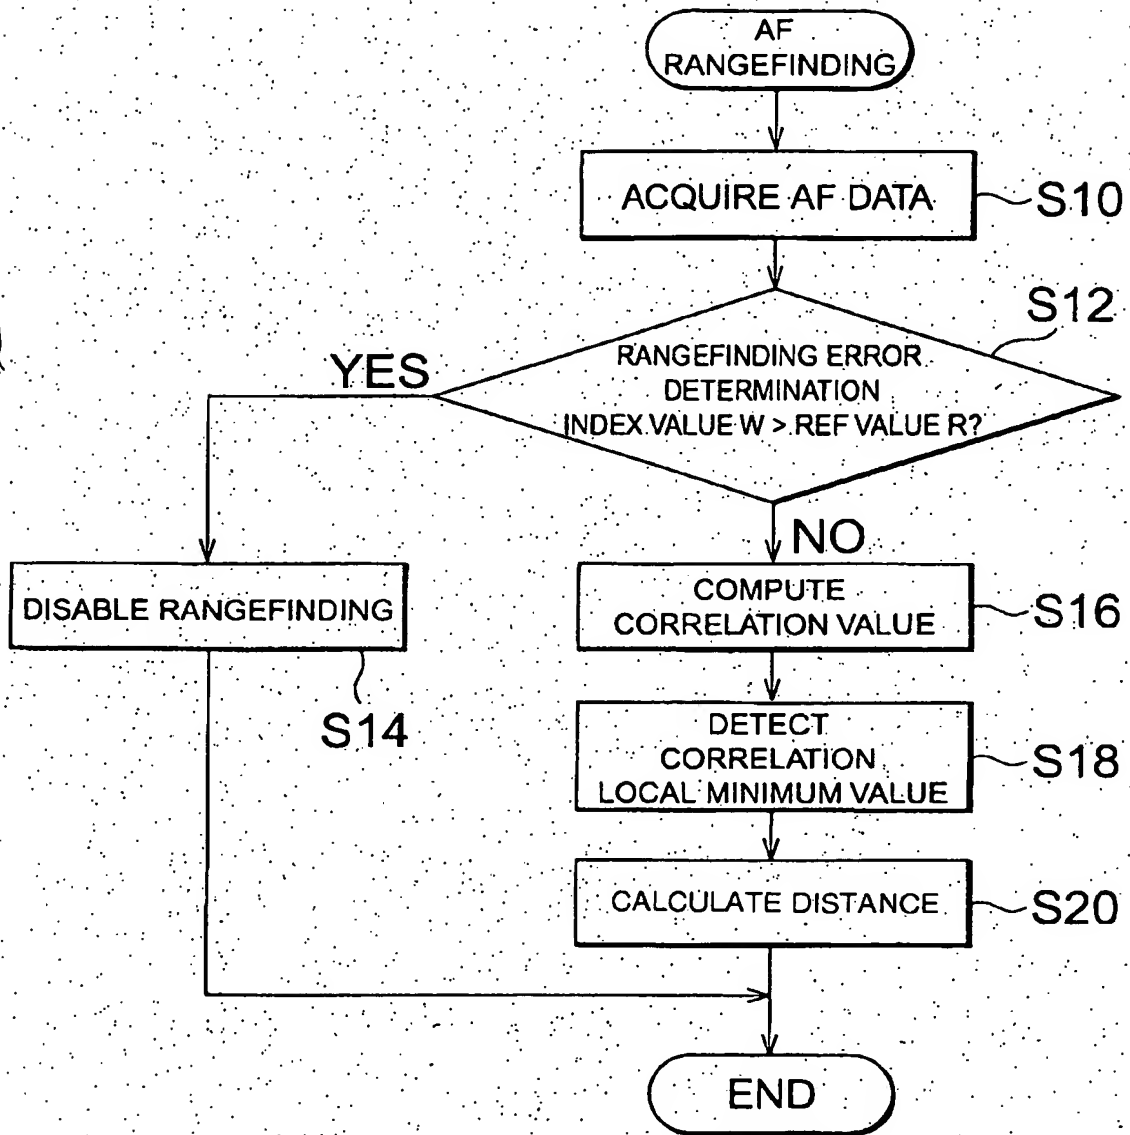 AF
RANGEFINDING
ACQUIRE AF DATA
S10
S12
RANGEFINDING ERROR
DETERMINATION
INDEX VALUE W > REF VALUE R?
YES
NO
DISABLE RANGEFINDING
S14
COMPUTE
CORRELATION VALUE
S16
DETECT
CORRELATION
LOCAL MINIMUM VALUE
S18
CALCULATE DISTANCE
S20
END